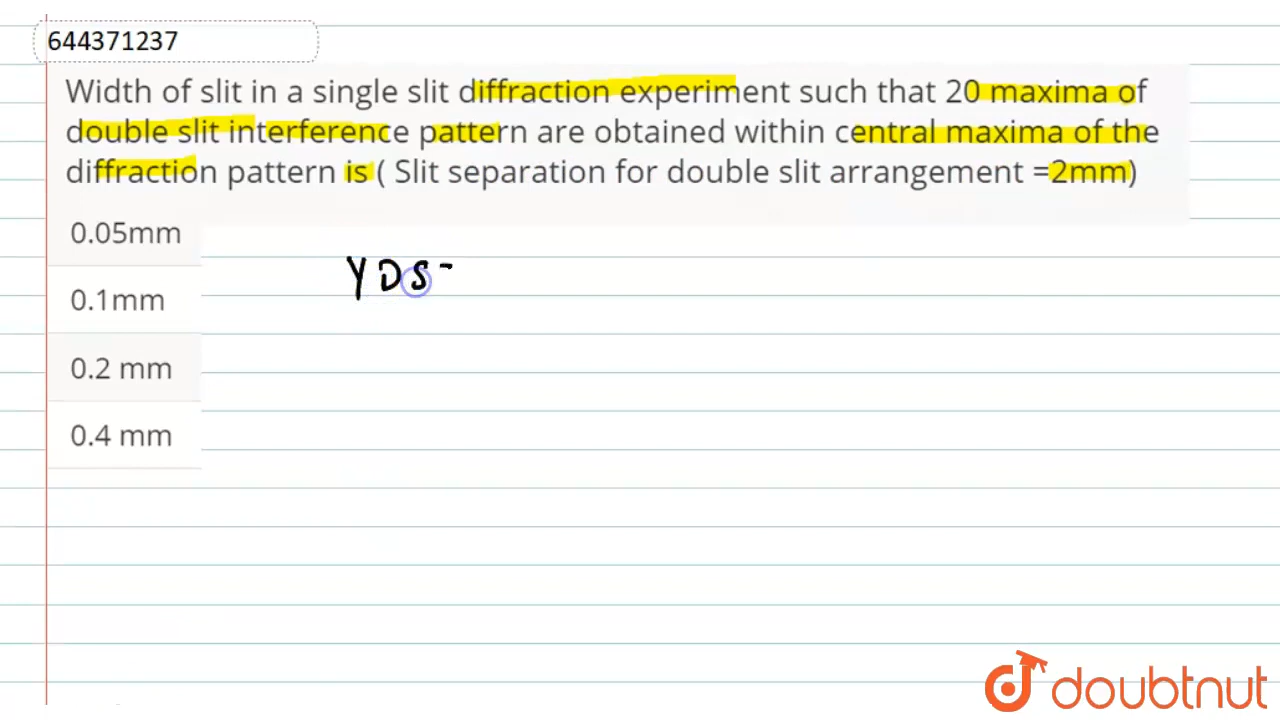 644371237
Width of slit in a single slit diffraction experiment such that 20 maxima of
double slit interference pattern are obtained within central maxima of the
diffraction pattern is ( Slit separation for double slit arrangement =2mm)
0.05mm
YDS
0.1mm
0.2 mm
0.4 mm
doubtnut